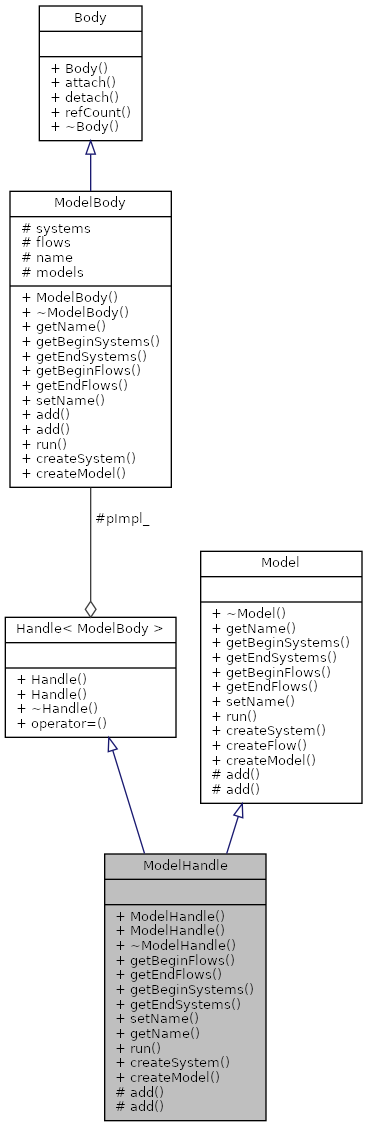 Body
+ Body()
+ attach()
+ detach()
+ refCount()
+ ~Body()
ModelBody
# systems
# flows
# name
# models
+ ModelBody()
+ ~ModelBody()
+ getName()
+ getBeginSystems()
+ getEndSystems()
+ getBeginFlows()
+ getEndFlows()
+ setName()
+ add()
+ add()
+ run()
+ createSystem()
+ createModel()
#pImpl_
Handle< ModelBody >
+ Handle()
+ Handle()
+ ~Handle()
+ operator=()
Model
+ ~Model()
+ getName()
+ getBeginSystems()
+ getEndSystems()
+ getBeginFlows()
+ getEndFlows()
+ setName()
+ run()
+ createSystem()
+ createFlow()
+ createModel()
# add()
# add()
ModelHandle
+ ModelHandle()
+ ModelHandle()
+ ~ModelHandle()
+ getBeginFlows()
+ getEndFlows()
+ getBeginSystems()
+ getEndSystems()
+ setName()
+ getName()
+ run()
+ createSystem()
+ createModel()
# add()
# add()